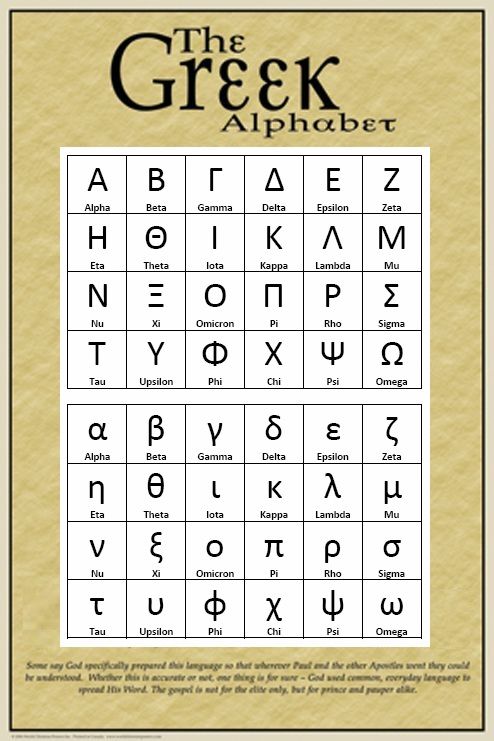 The
Greek
Alphabet
Α Β Γ Δ Ε Ζ
Alpha Beta Gamma Delta Epsilon Zeta
Η Θ Ι Κ Λ Μ
Eta Theta Iota Kappa Lambda Mu
Ν Ξ Ο Π Ρ Σ
Nu Xi Omicron Pi Rho Sigma
Τ Υ Φ Χ Ψ Ω
Tau Upsilon Phi Chi Psi Omega
α β γ δ ε ζ
Alpha Beta Gamma Delta Epsilon Zeta
η θ ι κ λ μ
Eta Theta Iota Kappa Lambda Mu
ν ξ ο π ρ σ
Nu Xi Omicron Pi Rho Sigma
τ υ φ χ ψ ω
Tau Upsilon Phi Chi Psi Omega
Some say God specifically prepared this language so that wherever Paul and the other Apostles went they could
be understood. Whether this is accurate or not, one thing is for sure – God used common, everyday language to
spread His Word. The gospel is not for the elite only, but for prince and pauper alike.